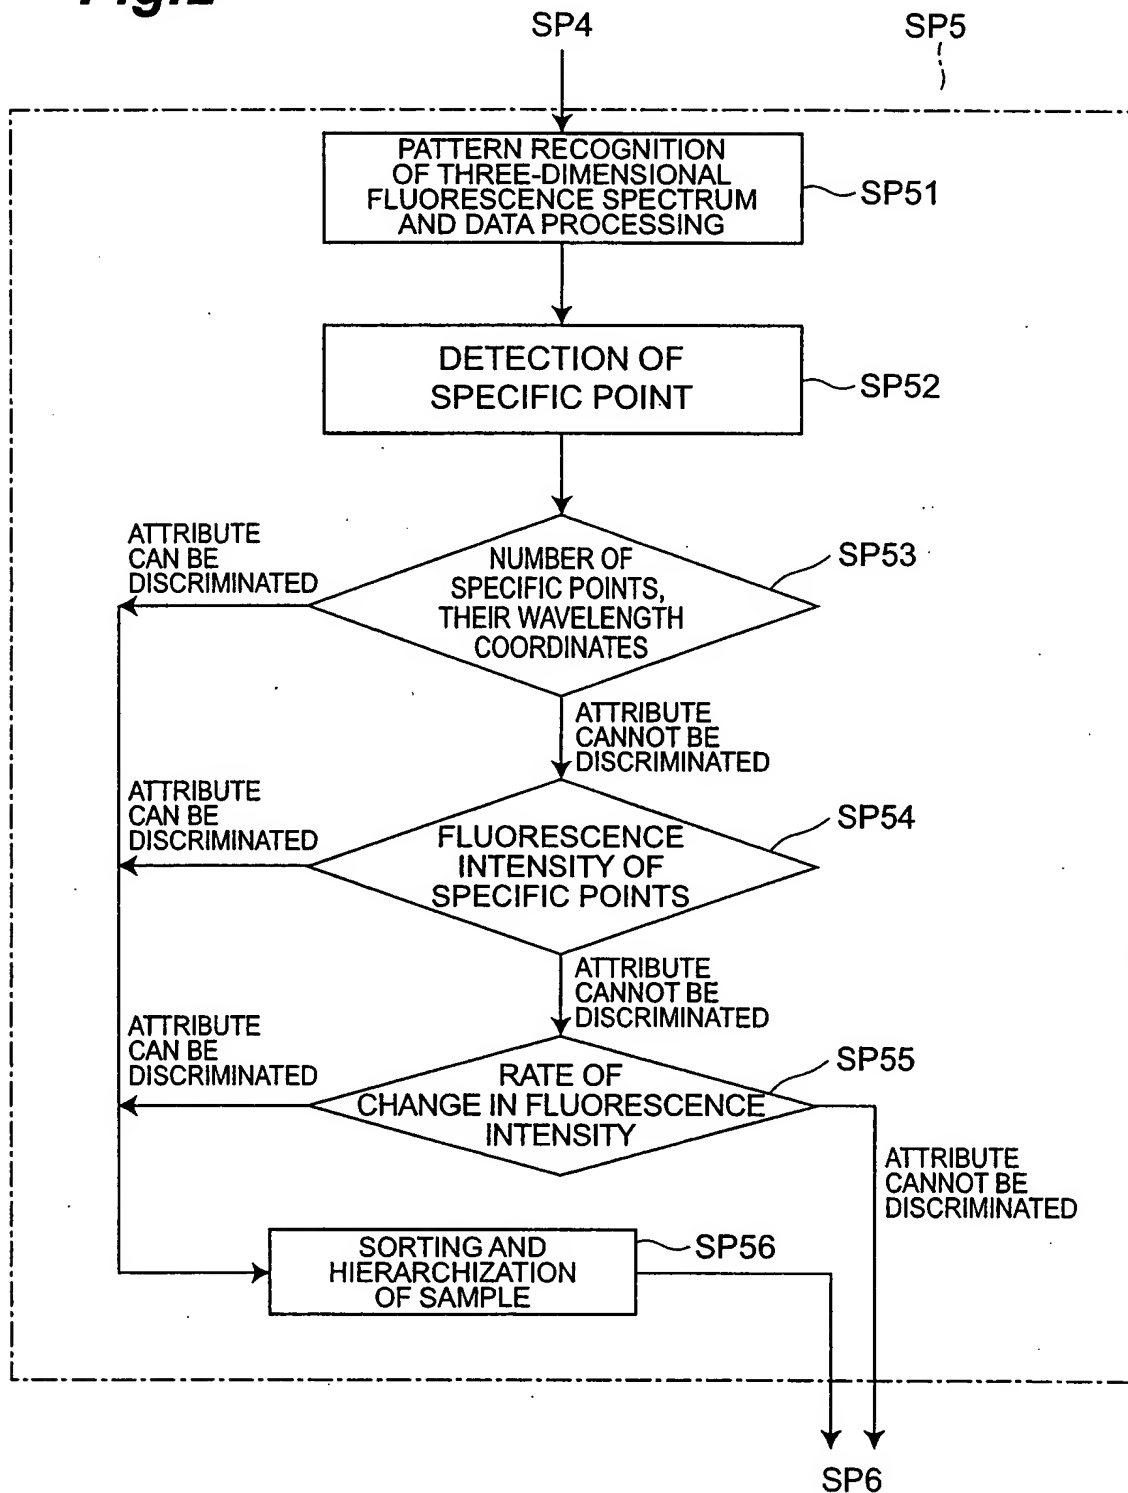 Fig.2
SP4
SP5
PATTERN RECOGNITION
OF THREE-DIMENSIONAL
FLUORESCENCE SPECTRUM
AND DATA PROCESSING
SP51
DETECTION OF
SPECIFIC POINT
SP52
ATTRIBUTE
CAN BE
DISCRIMINATED
NUMBER OF
SPECIFIC POINTS,
THEIR WAVELENGTH
COORDINATES
SP53
ATTRIBUTE
CANNOT BE
DISCRIMINATED
ATTRIBUTE
CAN BE
DISCRIMINATED
FLUORESCENCE
INTENSITY OF
SPECIFIC POINTS
SP54
ATTRIBUTE
CANNOT BE
DISCRIMINATED
ATTRIBUTE
CAN BE
DISCRIMINATED
RATE OF
CHANGE IN FLUORESCENCE
INTENSITY
SP55
ATTRIBUTE
CANNOT BE
DISCRIMINATED
SORTING AND
HIERARCHIZATION
OF SAMPLE
SP56
SP6